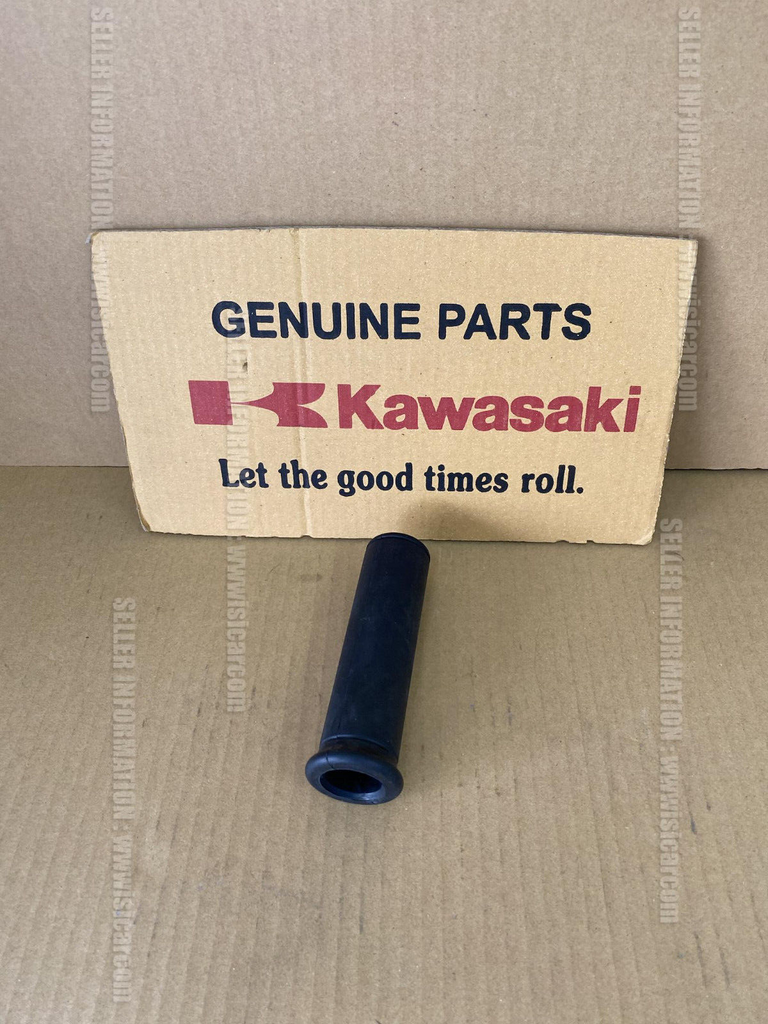 GENUINE PARTS
Kawasaki
Let the good times roll.
SELLER INFORMATION : www.isicar.com
SELLER INFORMATION : www.isicar.com
SELLER INFORMATION : www.isicar.com
SELLER INFORMATION : www.isicar.com
SELLER INFORMATION : www.isicar.com